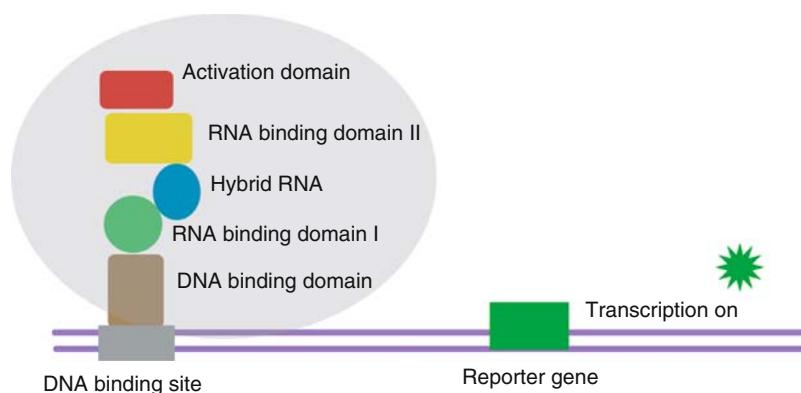 Activation domain
RNA binding domain II
Hybrid RNA
RNA binding domain I
DNA binding domain
Transcription on
DNA binding site
Reporter gene